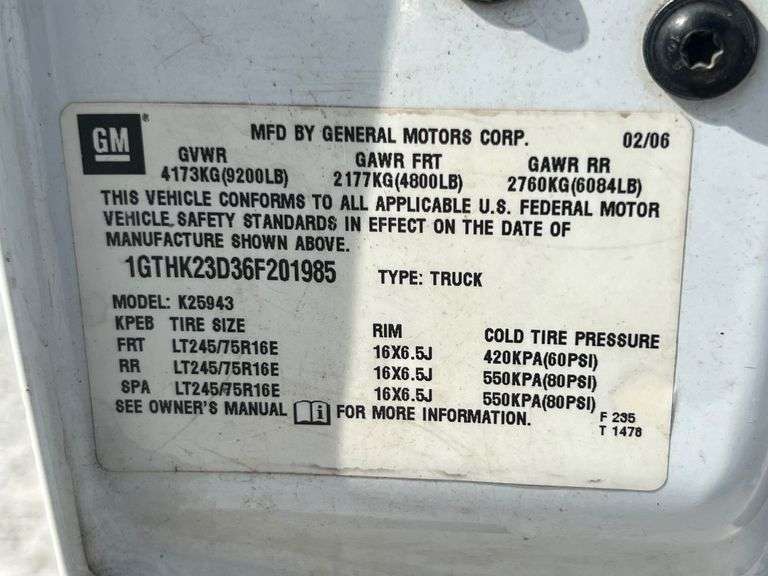 GM
MFD BY GENERAL MOTORS CORP. 02/06
GVWR GAWR FRT GAWR RR
4173KG(9200LB) 2177KG(4800LB) 2760KG(6084LB)
THIS VEHICLE CONFORMS TO ALL APPLICABLE U.S. FEDERAL MOTOR
VEHICLE SAFETY STANDARDS IN EFFECT ON THE DATE OF
MANUFACTURE SHOWN ABOVE.
1GTHK23D36F201985 TYPE: TRUCK
MODEL: K25943
KPEB TIRE SIZE RIM COLD TIRE PRESSURE
FRT LT245/75R16E 16X6.5J 420KPA(60PSI)
RR LT245/75R16E 16X6.5J 550KPA(80PSI)
SPA LT245/75R16E 16X6.5J 550KPA(80PSI)
SEE OWNER'S MANUAL i FOR MORE INFORMATION.
F 235
T 1478